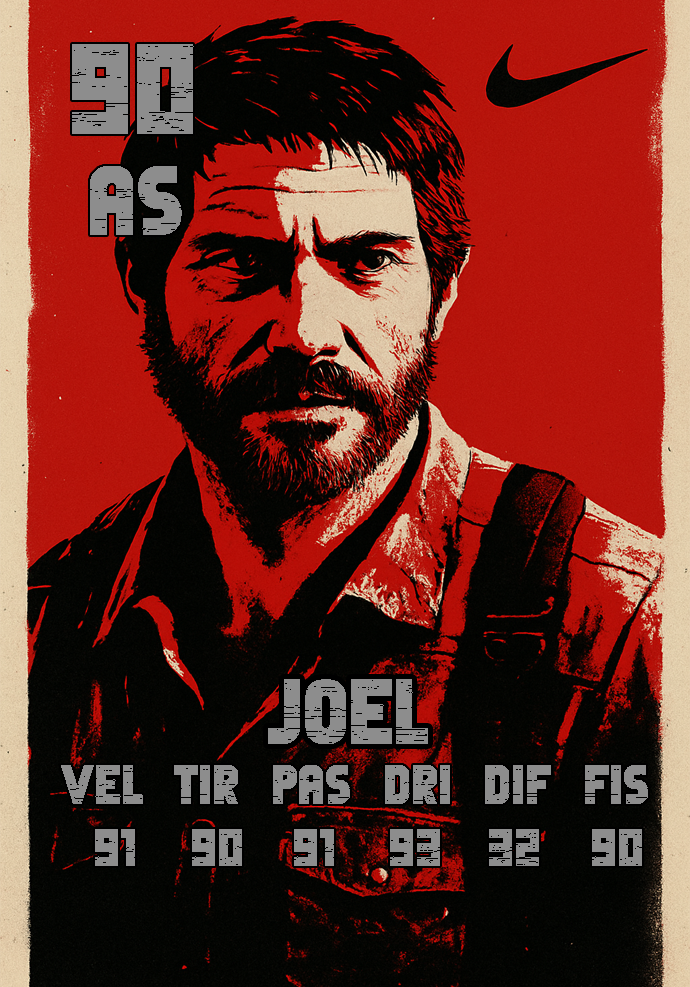 90
AS
JOEL
VEL TIR PAS DRI DIF FIS
91 90 91 93 32 90